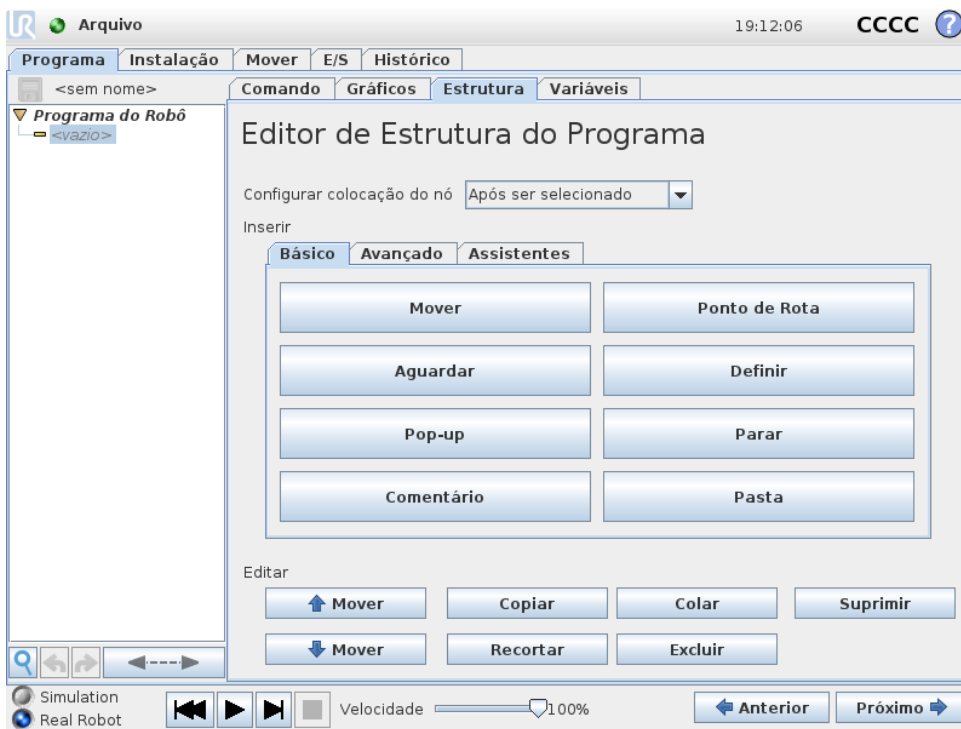 UR Arquivo 19:12:06 CCCC ?
Programa Instalação Mover E/S Histórico
<sem nome> Comando Gráficos Estrutura Variáveis
Programa do Robô
<vazio>
Editor de Estrutura do Programa
Configurar colocação do nó Após ser selecionado
Inserir
Básico Avançado Assistentes
Mover Ponto de Rota
Aguardar Definir
Pop-up Parar
Comentário Pasta
Editar
Mover Copiar Colar Suprimir
Mover Recortar Excluir
Simulation
Real Robot
Velocidade 100% Anterior Próximo